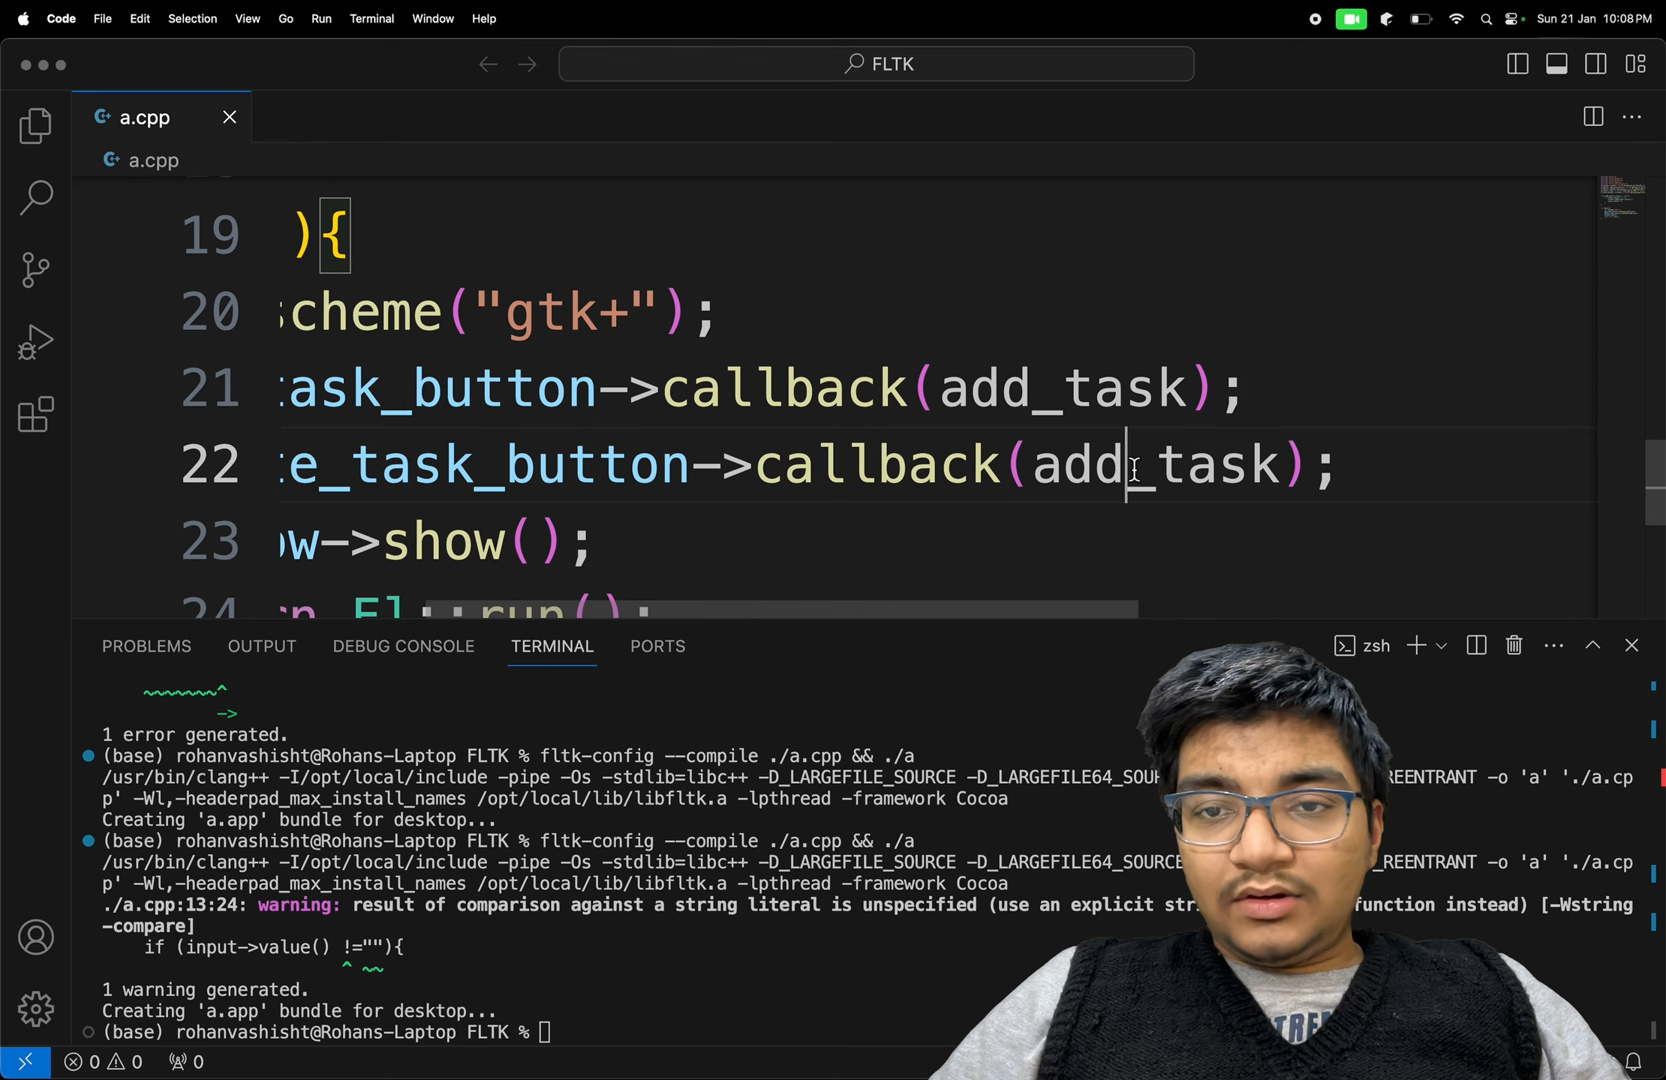 Code File Edit Selection View Go Run Terminal Window Help Sun 21 Jan 10:08 PM
FLTK
a.cpp
a.cpp
19 ){
20 scheme("gtk+");
21 task_button->callback(add_task);
22 te_task_button->callback(add_task);
23 ow->show();
24 Fl::run();
PROBLEMS OUTPUT DEBUG CONSOLE TERMINAL PORTS zsh
~~~~~~~^
->
1 error generated.
(base) rohanvashisht@Rohans-Laptop FLTK % fltk-config --compile ./a.cpp && ./a
/usr/bin/clang++ -I/opt/local/include -pipe -Os -stdlib=libc++ -D_LARGEFILE_SOURCE -D_LARGEFILE64_SOU REENTRANT -o 'a' './a.cp
p' -Wl,-headerpad_max_install_names /opt/local/lib/libfltk.a -lpthread -framework Cocoa
Creating 'a.app' bundle for desktop...
(base) rohanvashisht@Rohans-Laptop FLTK % fltk-config --compile ./a.cpp && ./a
/usr/bin/clang++ -I/opt/local/include -pipe -Os -stdlib=libc++ -D_LARGEFILE_SOURCE -D_LARGEFILE64_SOURCE _REENTRANT -o 'a' './a.cp
p' -Wl,-headerpad_max_install_names /opt/local/lib/libfltk.a -lpthread -framework Cocoa
./a.cpp:13:24: warning: result of comparison against a string literal is unspecified (use an explicit str function instead) [-Wstring
-compare]
if (input->value() !=""){
^ ~~
1 warning generated.
Creating 'a.app' bundle for desktop...
(base) rohanvashisht@Rohans-Laptop FLTK %
0 0 0